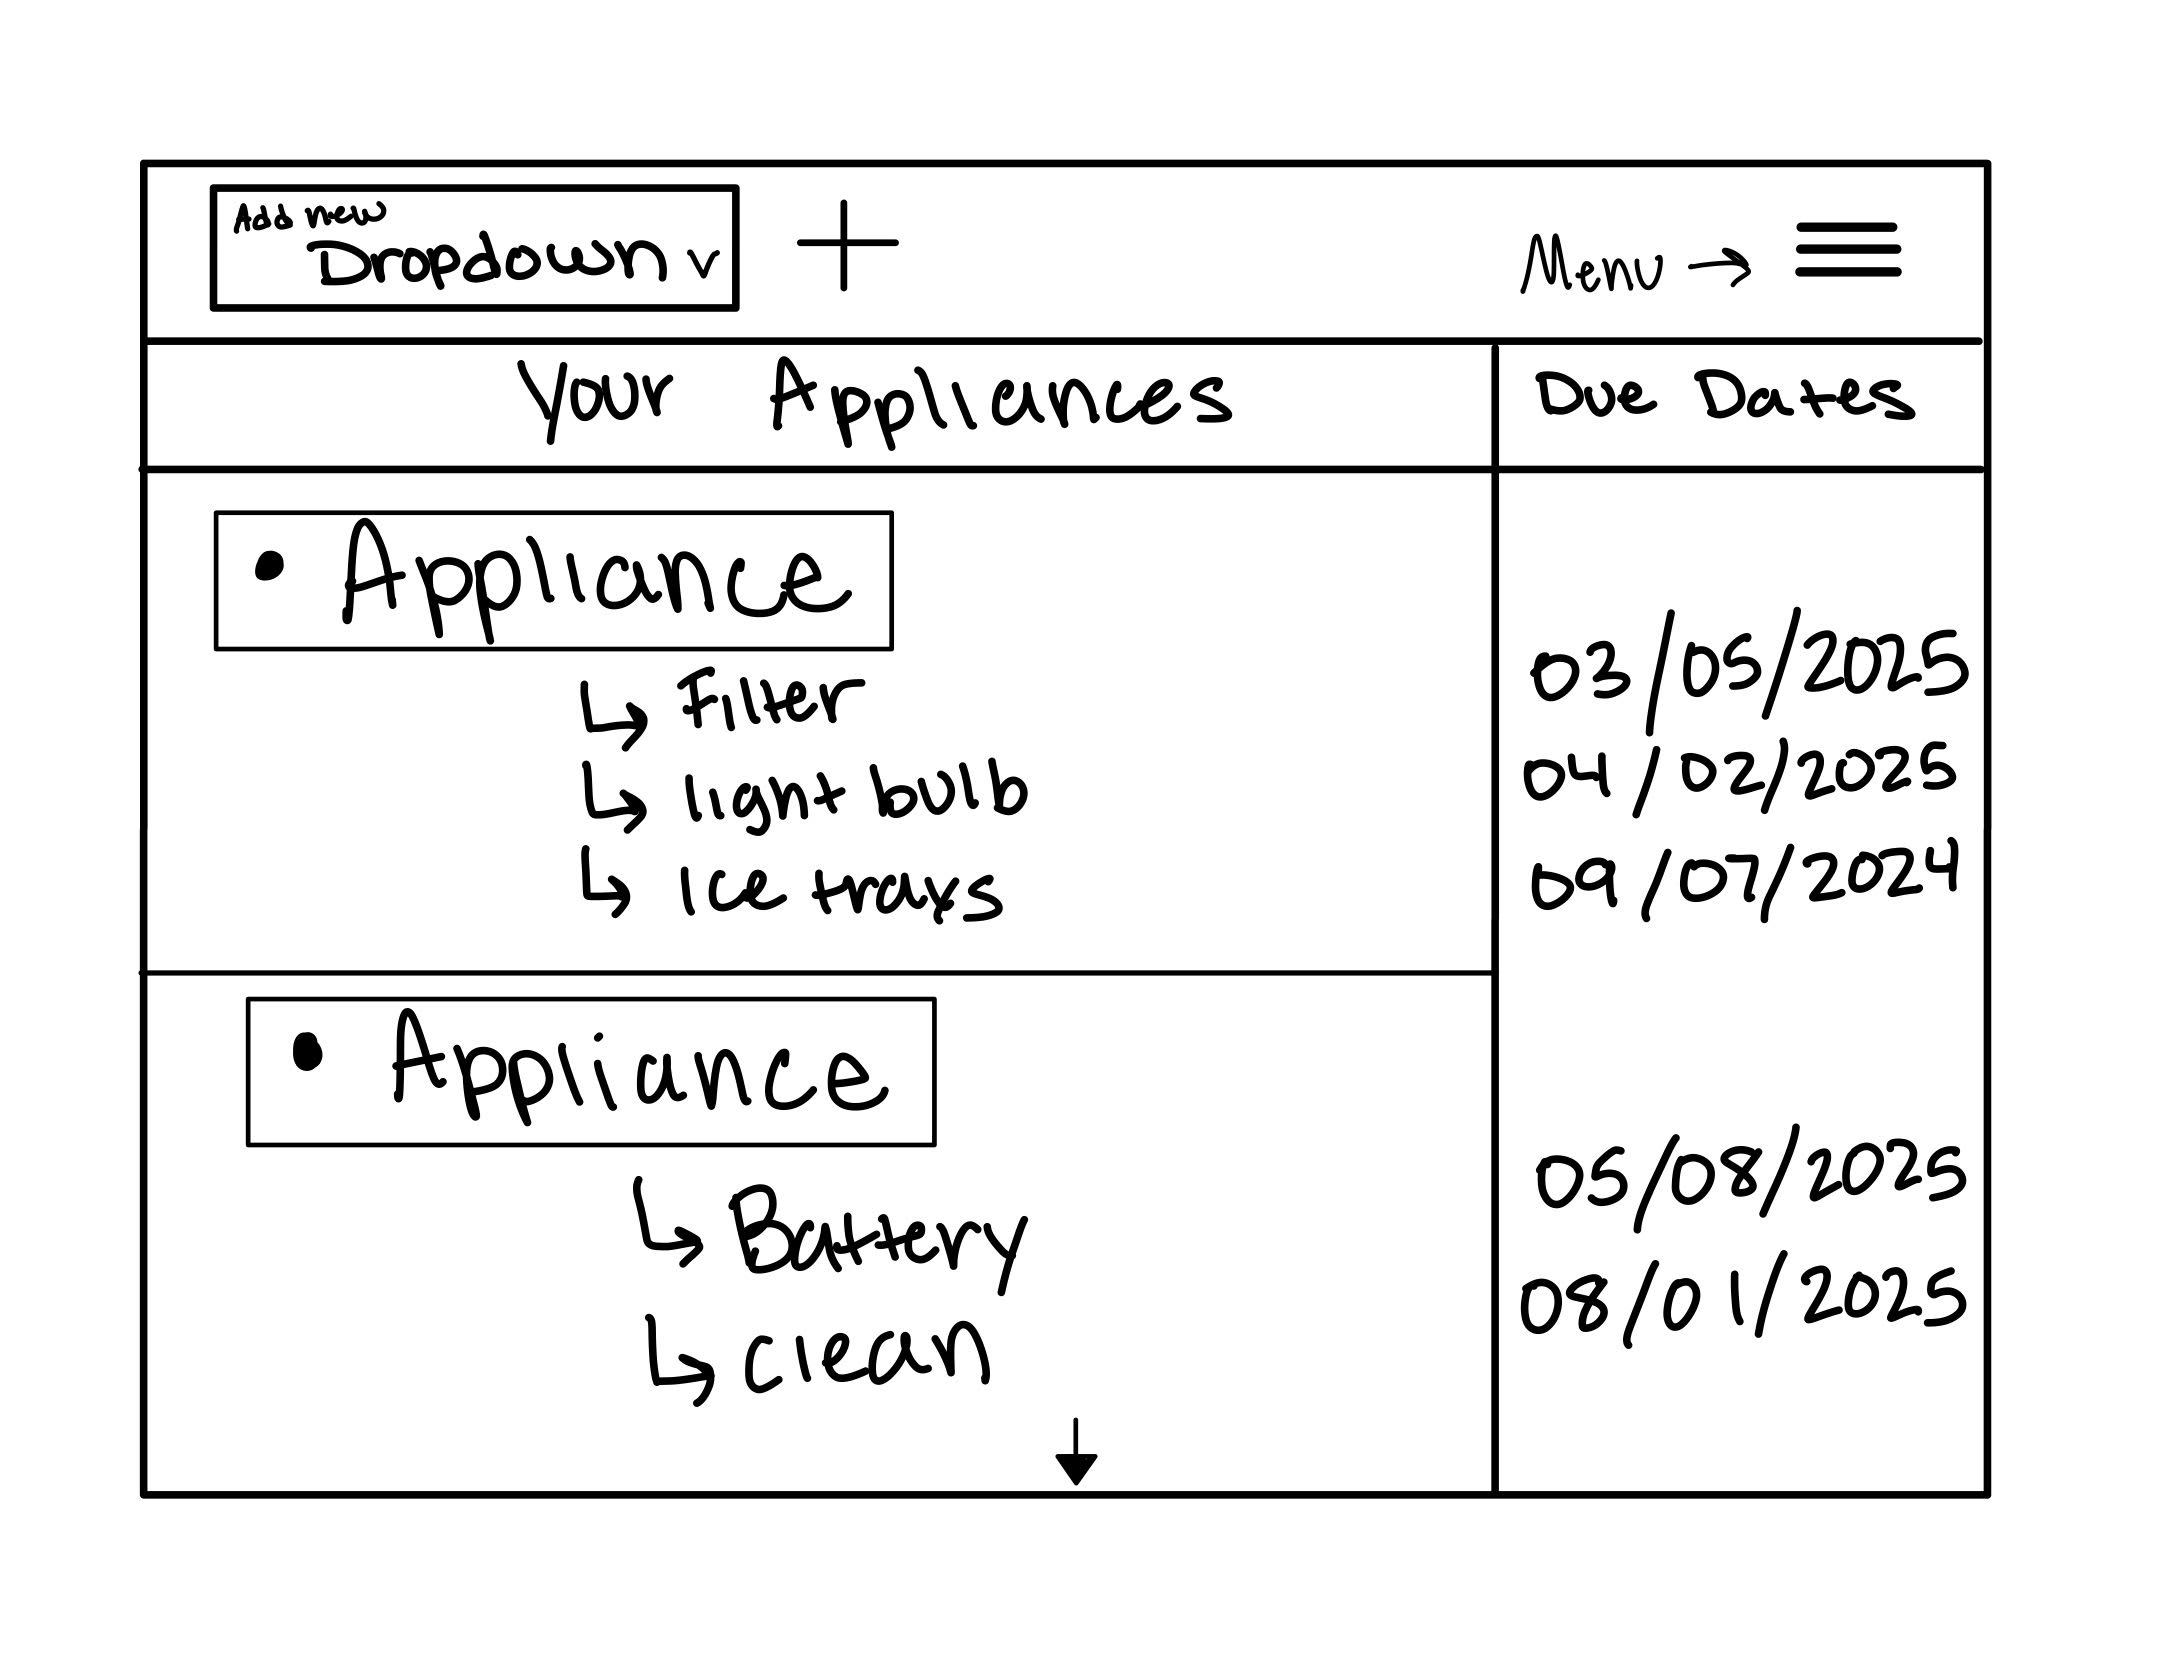 Add new
Dropdown v
Menu →
Your Appliances
Due Dates
• Appliance
↳ Filter
03/05/2025
↳ light bulb
04/02/2025
↳ Ice trays
09/07/2024
• Appliance
↳ Battery
05/08/2025
↳ clean
08/01/2025